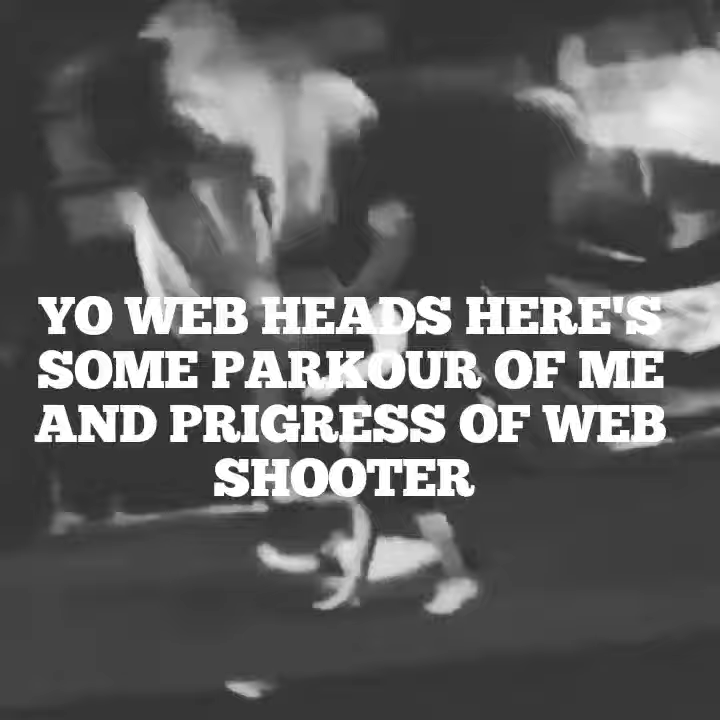 YO WEB HEADS HERE'S
SOME PARKOUR OF ME
AND PRIGRESS OF WEB
SHOOTER